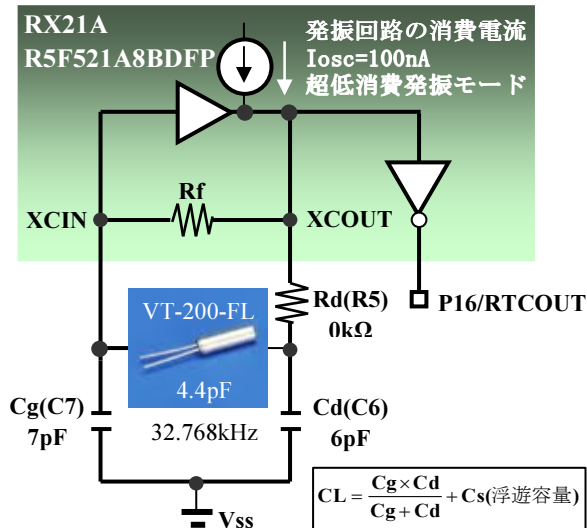 RX21A
R5F521A8BDFP
発振回路の消費電流
Iosc=100nA
超低消費発振モード
Rf
XCIN
XCOUT
Rd(R5)
0kΩ
P16/RTCOUT
VT-200-FL
4.4pF
Cg(C7)
7pF
32.768kHz
Cd(C6)
6pF
Vss
CL = Cg×Cd / Cg+Cd + Cs(浮遊容量)